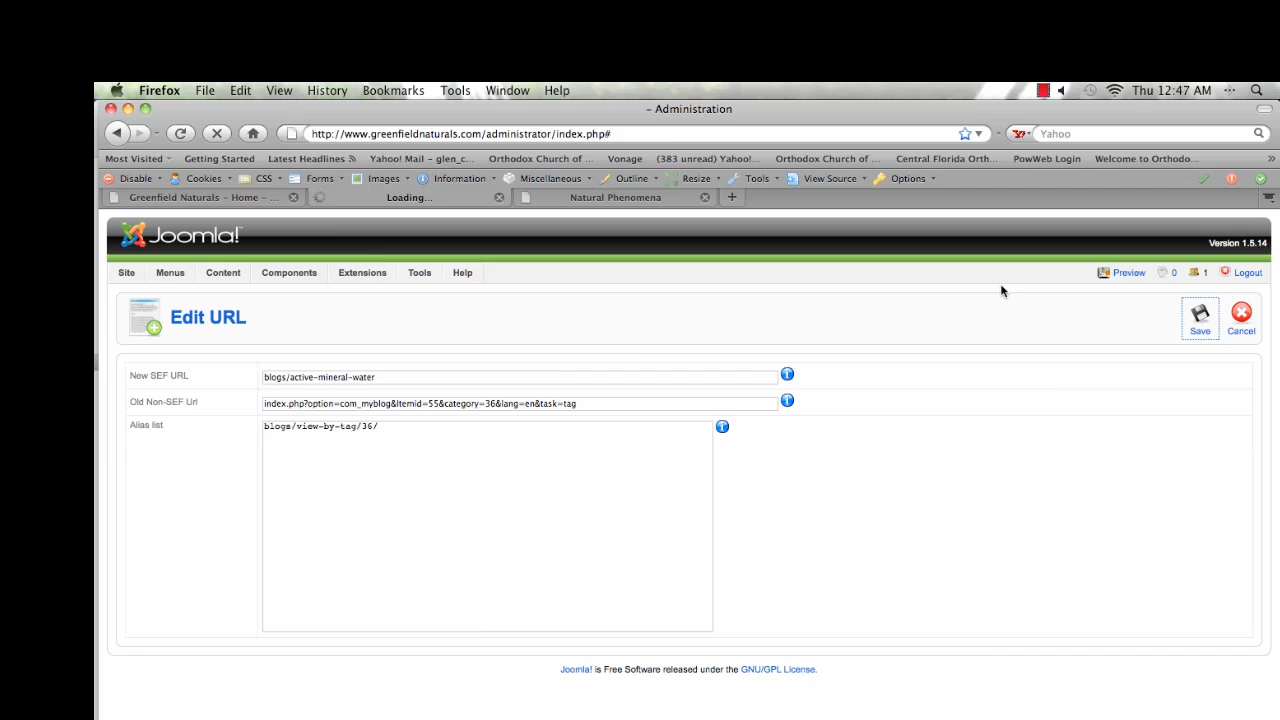 Firefox File Edit View History Bookmarks Tools Window Help Thu 12:47 AM
- Administration
http://www.greenfieldnaturals.com/administrator/index.php# Yahoo
Most Visited Getting Started Latest Headlines Yahoo! Mail - glen_c... Orthodox Church of ... Vonage (383 unread) Yahoo!... Orthodox Church of ... Central Florida Orth... PowWeb Login Welcome to Orthodo... »
Disable Cookies CSS Forms Images Information Miscellaneous Outline Resize Tools View Source Options
Greenfield Naturals - Home - ... Loading... Natural Phenomena +
Joomla!
Version 1.5.14
Site Menus Content Components Extensions Tools Help Preview 0 1 Logout
Edit URL
Save Cancel
New SEF URL blogs/active-mineral-water
Old Non-SEF Url index.php?option=com_myblog&Itemid=55&category=36&lang=en&task=tag
Alias list blogs/view-by-tag/36/
Joomla! is Free Software released under the GNU/GPL License.